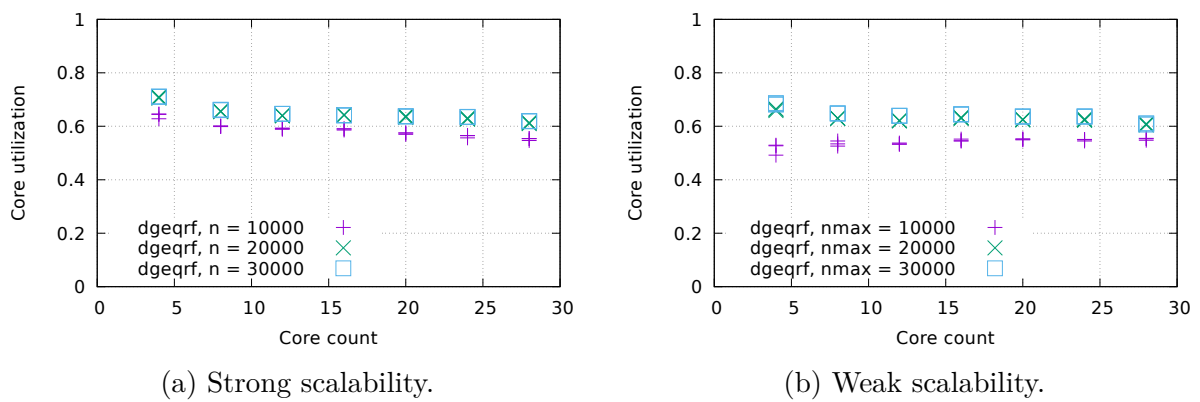 1
0.8
0.6
0.4
0.2
0
Core utilization
dgeqrf, n = 10000
dgeqrf, n = 20000
dgeqrf, n = 30000
0 5 10 15 20 25 30
Core count
(a) Strong scalability.
1
0.8
0.6
0.4
0.2
0
Core utilization
dgeqrf, nmax = 10000
dgeqrf, nmax = 20000
dgeqrf, nmax = 30000
0 5 10 15 20 25 30
Core count
(b) Weak scalability.